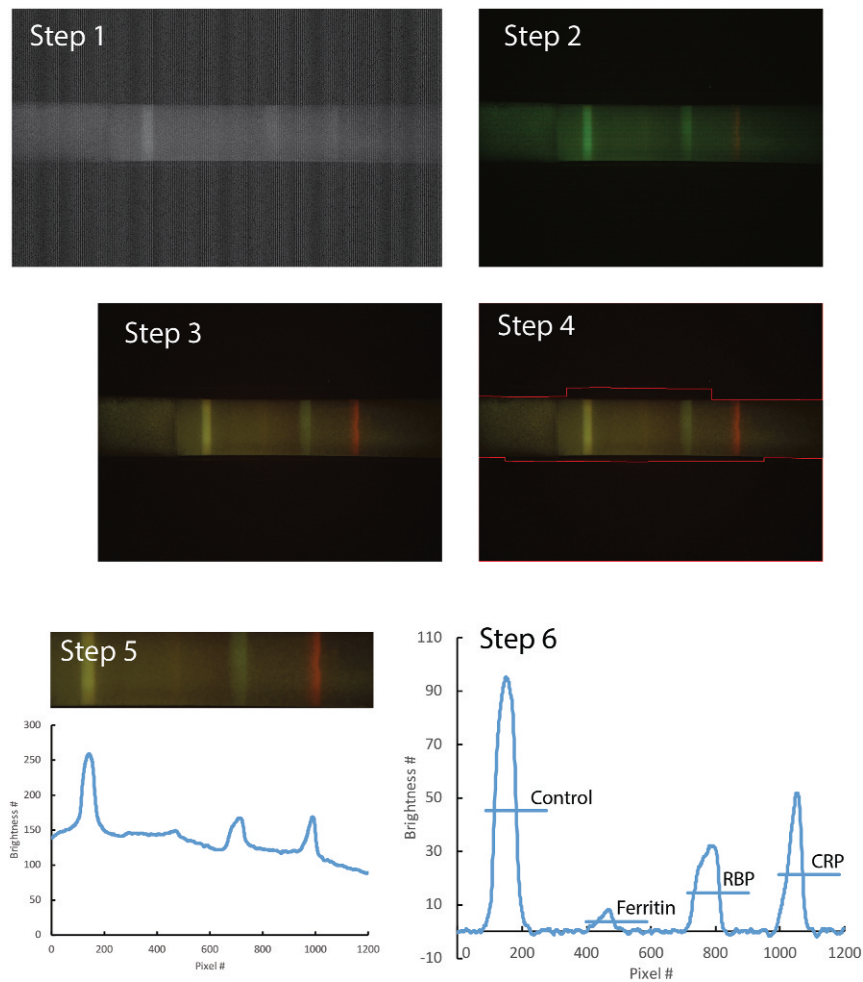 Step 1
Step 2
Step 3
Step 4
Step 5
300
250
200
150
100
50
0
Brightness #
0 200 400 600 800 1000 1200
Pixel #
Step 6
110
90
70
50
30
10
-10
Brightness #
Control
Ferritin
RBP
CRP
0 200 400 600 800 1000 1200
Pixel #